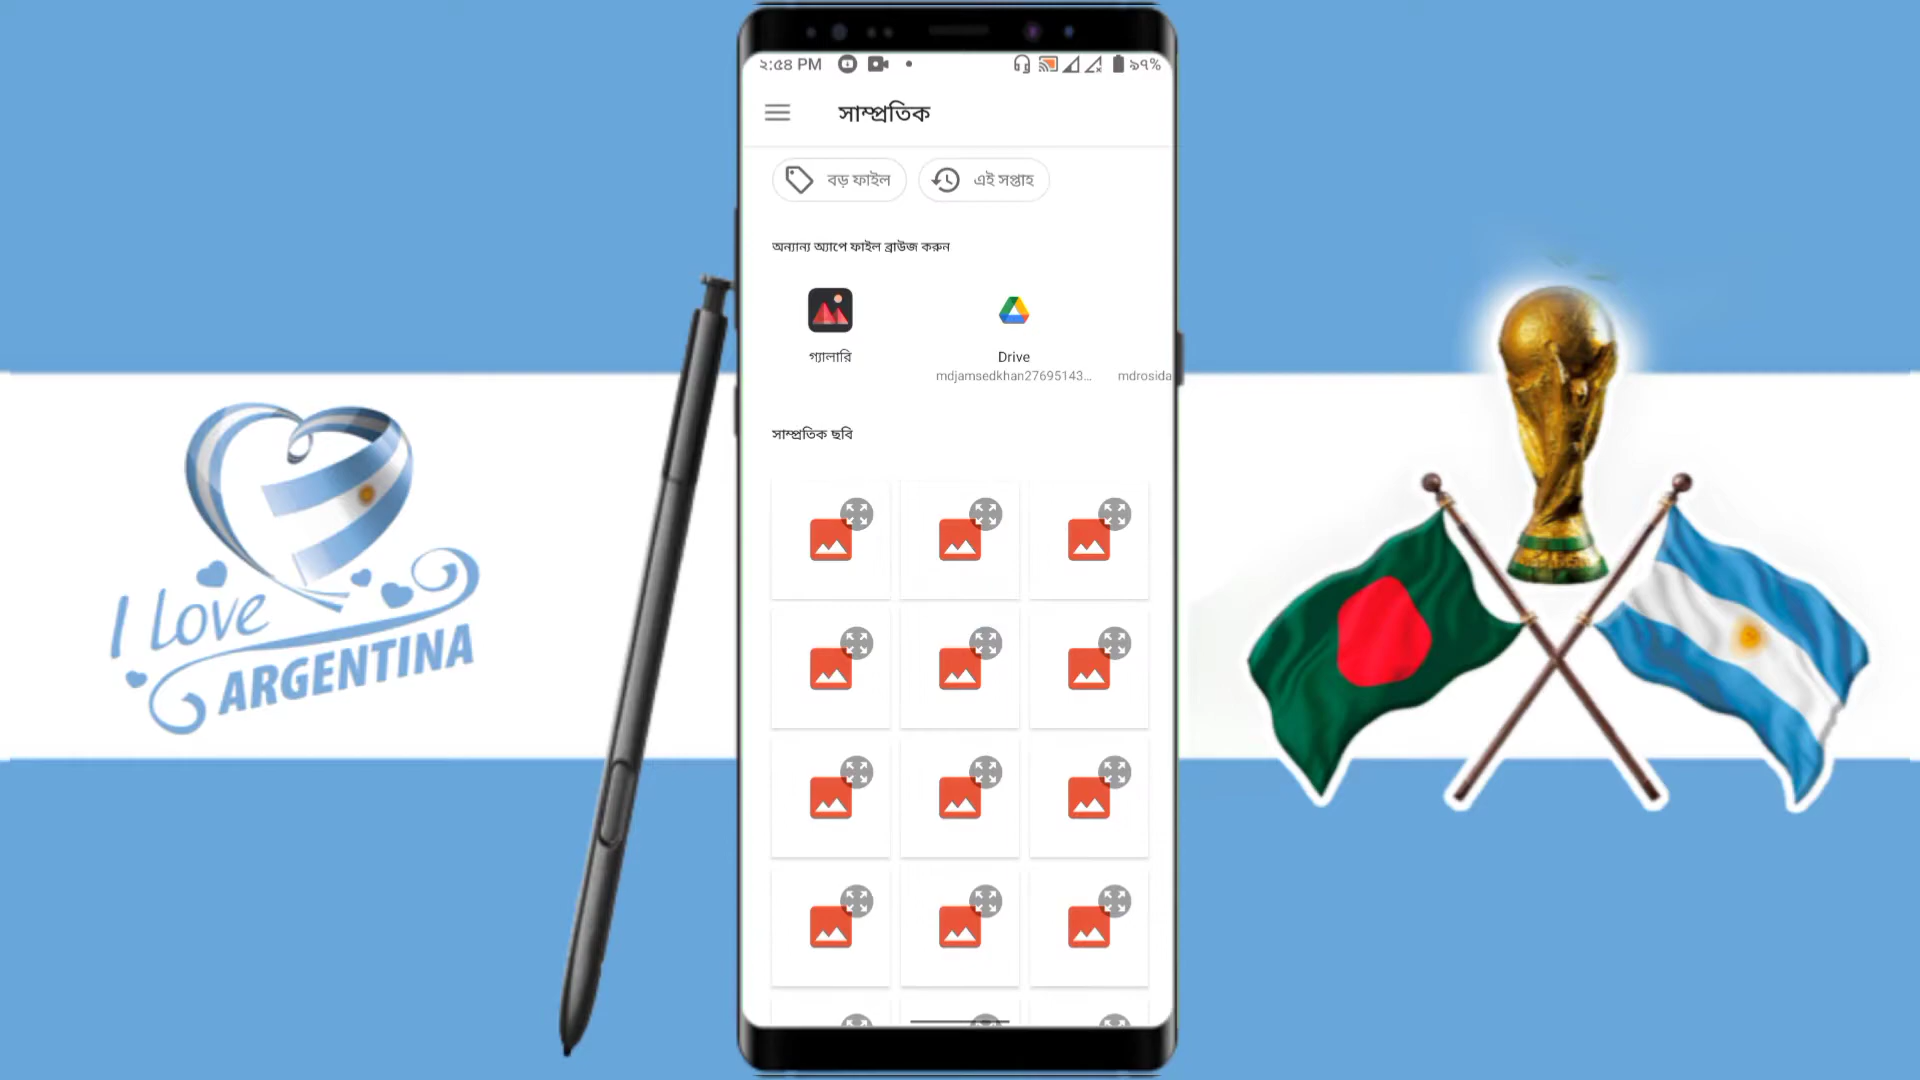 ২:৫৪ PM
৯৭%
সাম্প্রতিক
বড় ফাইল
এই সপ্তাহ
অন্যান্য অ্যাপে ফাইল ব্রাউজ করুন
গ্যালারি
Drive
mdjamsedkhan27695143...
mdrosida
সাম্প্রতিক ছবি
I Love
ARGENTINA